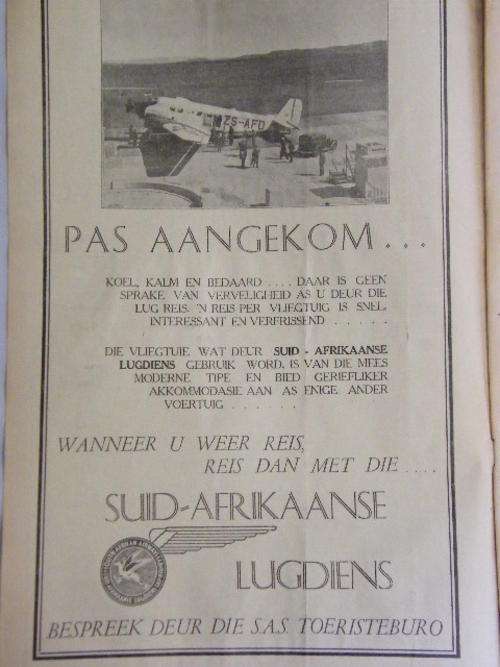 ZS-AFD
PAS AANGEKOM . . .
KOEL, KALM EN BEDAARD . . . . DAAR IS GEEN
SPRAKE VAN VERVELIGHEID AS U DEUR DIE
LUG REIS. 'N REIS PER VLIEGTUIG IS SNEL,
INTERESSANT EN VERFRISSEND . . . . . .
DIE VLIEGTUIE WAT DEUR SUID - AFRIKAANSE
LUGDIENS GEBRUIK WORD, IS VAN DIE MEES
MODERNE TIPE EN BIED GERIEFLIKER
AKKOMMODASIE AAN AS ENIGE ANDER
VOERTUIG . . . . . .
WANNEER U WEER REIS,
REIS DAN MET DIE . . . .
SUID-AFRIKAANSE
LUGDIENS
BESPREEK DEUR DIE S.A.S. TOERISTEBURO